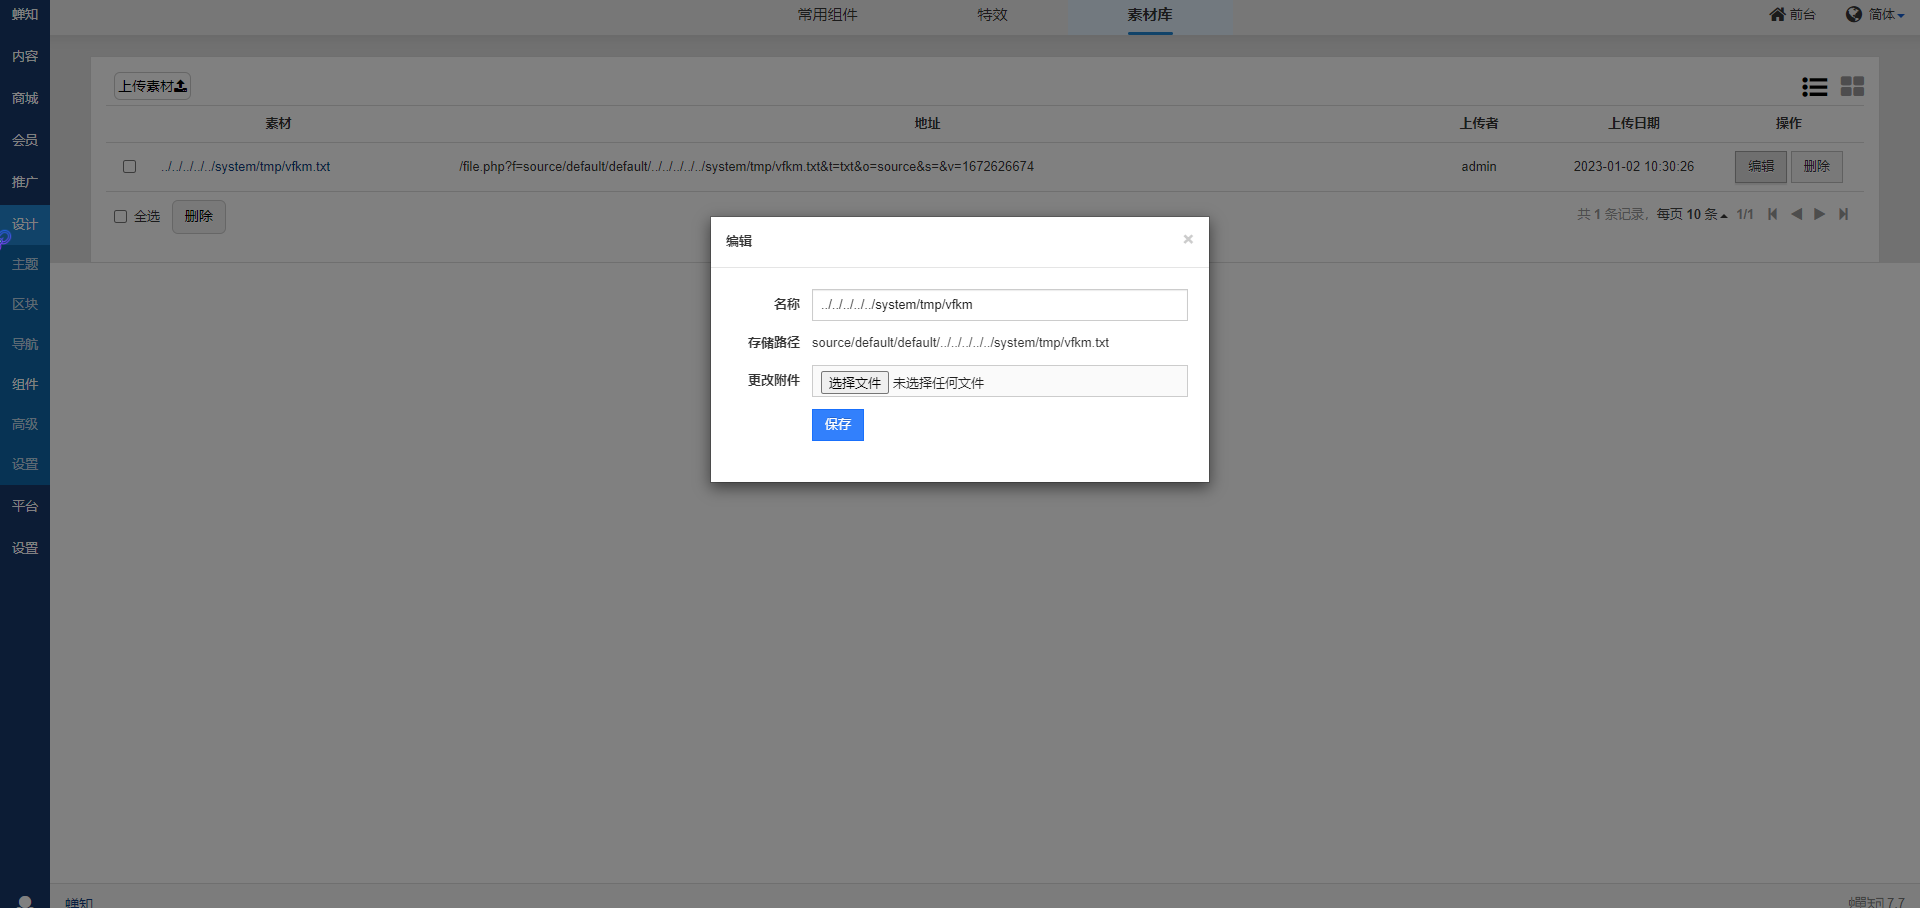 蝉知
常用组件
特效
素材库
前台
简体
内容
商城
会员
推广
设计
主题
区块
导航
组件
高级
设置
平台
设置
上传素材
素材 地址 上传者 上传日期 操作
../../../../../system/tmp/vfkm.txt /file.php?f=source/default/default/../../../../../system/tmp/vfkm.txt&t=txt&o=source&s=&v=1672626674 admin 2023-01-02 10:30:26 编辑 删除
全选 删除
共 1 条记录, 每页 10 条 1/1
编辑 ×
名称 ../../../../../system/tmp/vfkm
存储路径 source/default/default/../../../../../system/tmp/vfkm.txt
更改附件 选择文件 未选择任何文件
保存
蝉知
7.7